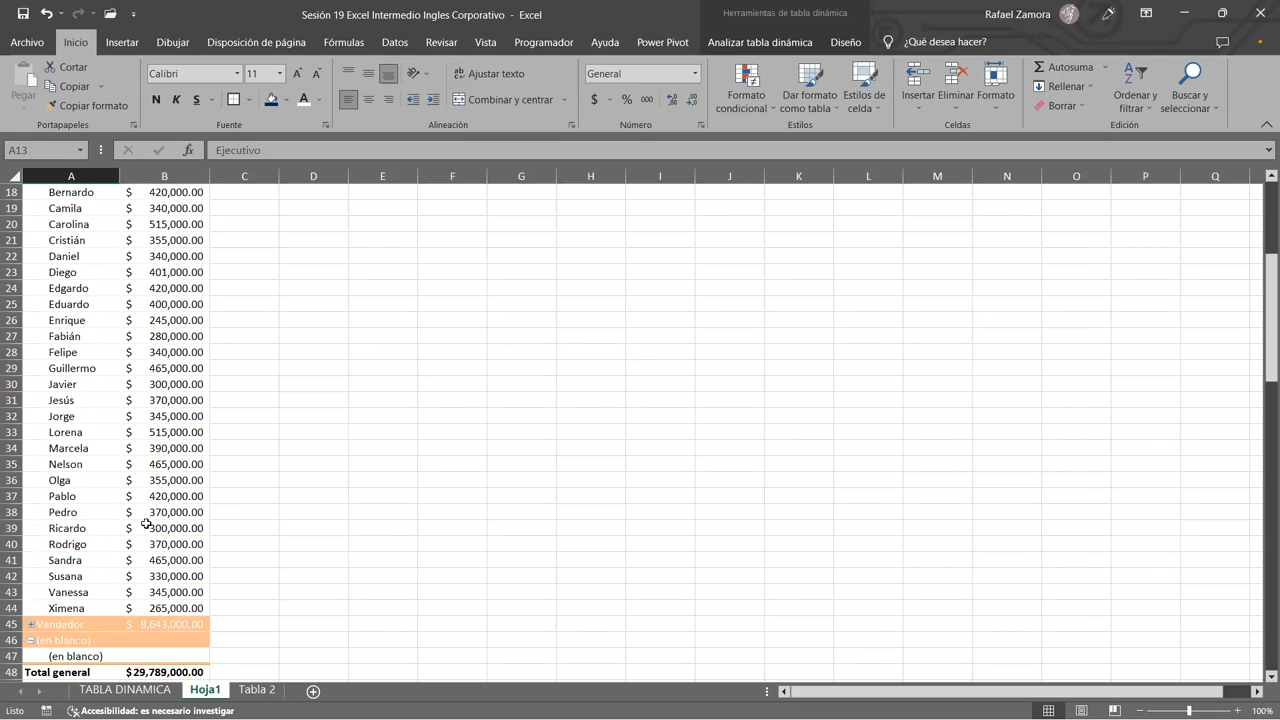 Sesión 19 Excel Intermedio Ingles Corporativo - Excel
Herramientas de tabla dinámica
Rafael Zamora
Archivo Inicio Insertar Dibujar Disposición de página Fórmulas Datos Revisar Vista Programador Ayuda Power Pivot Analizar tabla dinámica Diseño ¿Qué desea hacer?
Pegar
Cortar
Copiar
Copiar formato
Portapapeles
Calibri 11
N K S
Fuente
Ajustar texto
Combinar y centrar
Alineación
General
$ % 000
Número
Formato condicional
Dar formato como tabla
Estilos de celda
Estilos
Insertar Eliminar Formato
Celdas
Autosuma
Rellenar
Borrar
Ordenar y filtrar
Buscar y seleccionar
Edición
A13 fx Ejecutivo
A B C D E F G H I J K L M N O P Q
18 Bernardo $ 420,000.00
19 Camila $ 340,000.00
20 Carolina $ 515,000.00
21 Cristián $ 355,000.00
22 Daniel $ 340,000.00
23 Diego $ 401,000.00
24 Edgardo $ 420,000.00
25 Eduardo $ 400,000.00
26 Enrique $ 245,000.00
27 Fabián $ 280,000.00
28 Felipe $ 340,000.00
29 Guillermo $ 465,000.00
30 Javier $ 300,000.00
31 Jesús $ 370,000.00
32 Jorge $ 345,000.00
33 Lorena $ 515,000.00
34 Marcela $ 390,000.00
35 Nelson $ 465,000.00
36 Olga $ 355,000.00
37 Pablo $ 420,000.00
38 Pedro $ 370,000.00
39 Ricardo $ 300,000.00
40 Rodrigo $ 370,000.00
41 Sandra $ 465,000.00
42 Susana $ 330,000.00
43 Vanessa $ 345,000.00
44 Ximena $ 265,000.00
45 Vendedor $ 8,643,000.00
46 (en blanco)
47 (en blanco)
48 Total general $ 29,789,000.00
TABLA DINAMICA Hoja1 Tabla 2
Listo Accesibilidad: es necesario investigar 100%